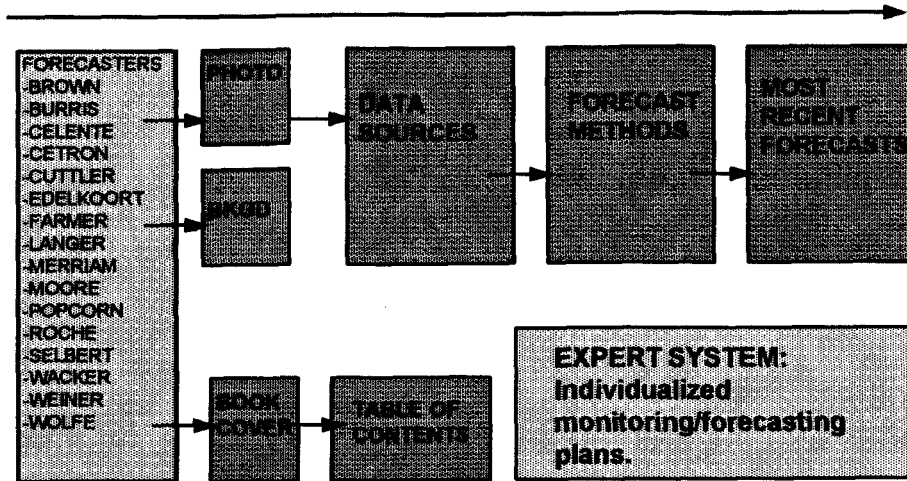 FORECASTERS
-BROWN
-BURRIS
-CELENTE
-CETRON
-CUTTLER
-EDELKOORT
-FARMER
-LANGER
-MERRIAM
-MOORE
-POPCORN
-ROCHE
-SELBERT
-WACKER
-WEINER
-WOLFE
PHOTO
BKGD
BOOK
COVER
DATA
SOURCES
TABLE OF
CONTENTS
FORECAST
METHODS
MOST
RECENT
FORECASTS
EXPERT SYSTEM:
Individualized
monitoring/forecasting
plans.